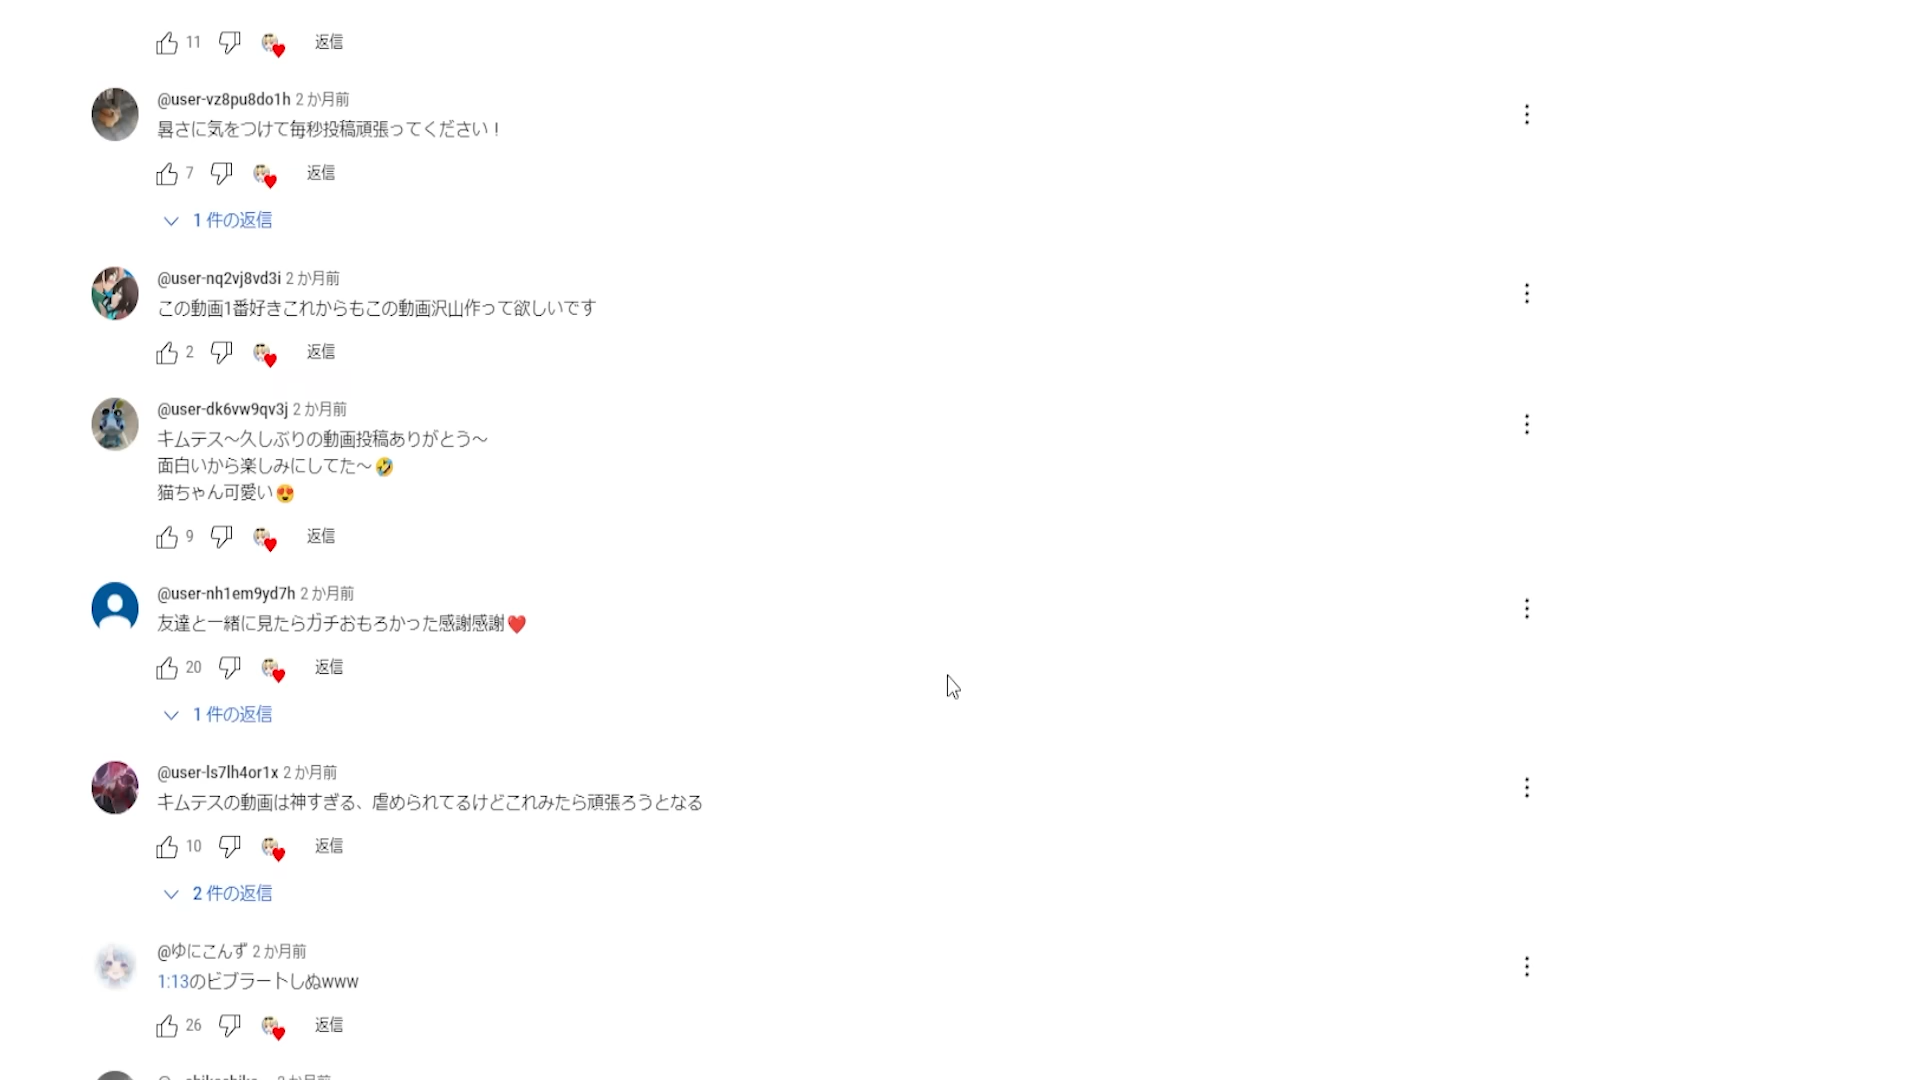 11 返信
@user-vz8pu8do1h 2 か月前
暑さに気をつけて毎秒投稿頑張ってください！
7 返信
1 件の返信
@user-nq2vj8vd3i 2 か月前
この動画1番好きこれからもこの動画沢山作って欲しいです
2 返信
@user-dk6vw9qv3j 2 か月前
キムテス〜久しぶりの動画投稿ありがとう〜
面白いから楽しみにしてた〜🤣
猫ちゃん可愛い😍
9 返信
@user-nh1em9yd7h 2 か月前
友達と一緒に見たらガチおもろかった感謝感謝❤️
20 返信
1 件の返信
@user-ls7lh4or1x 2 か月前
キムテスの動画は神すぎる、虐められてるけどこれみたら頑張ろうとなる
10 返信
2 件の返信
@ゆにこんず 2 か月前
1:13のビブラートしぬwww
26 返信